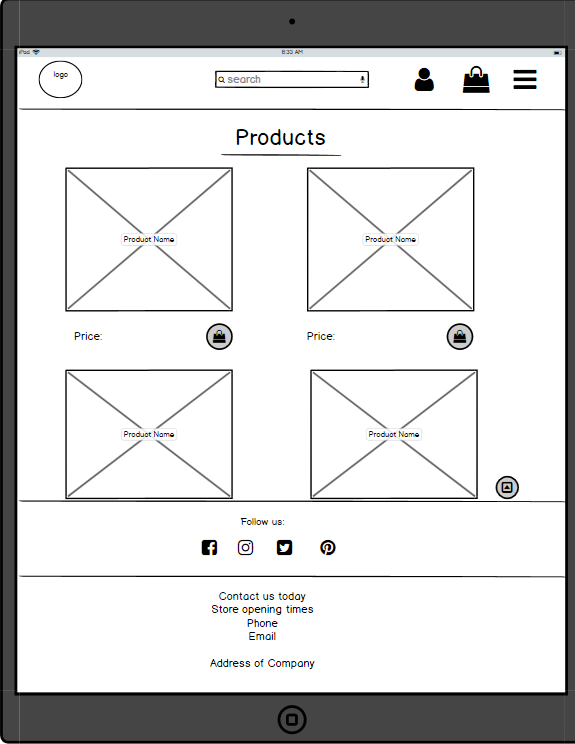 iPad 8:33 AM
logo
search
Products
Product Name Product Name
Price: Price:
Product Name Product Name
Follow us:
Contact us today
Store opening times
Phone
Email
Address of Company